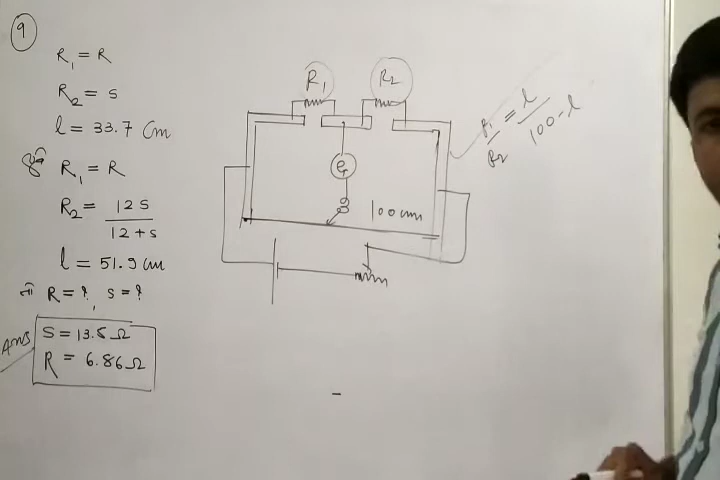 9
R₁ = R
R₂ = S
l = 33.7 cm
पुनः R₁ = R
R₂ = 12 S / 12 + S
l = 51.9 cm
तो R = ?, S = ?
Ans S = 13.5 Ω
R = 6.86 Ω
R₁ R₂
G
100 cm
R₁ / R₂ = l / 100 - l